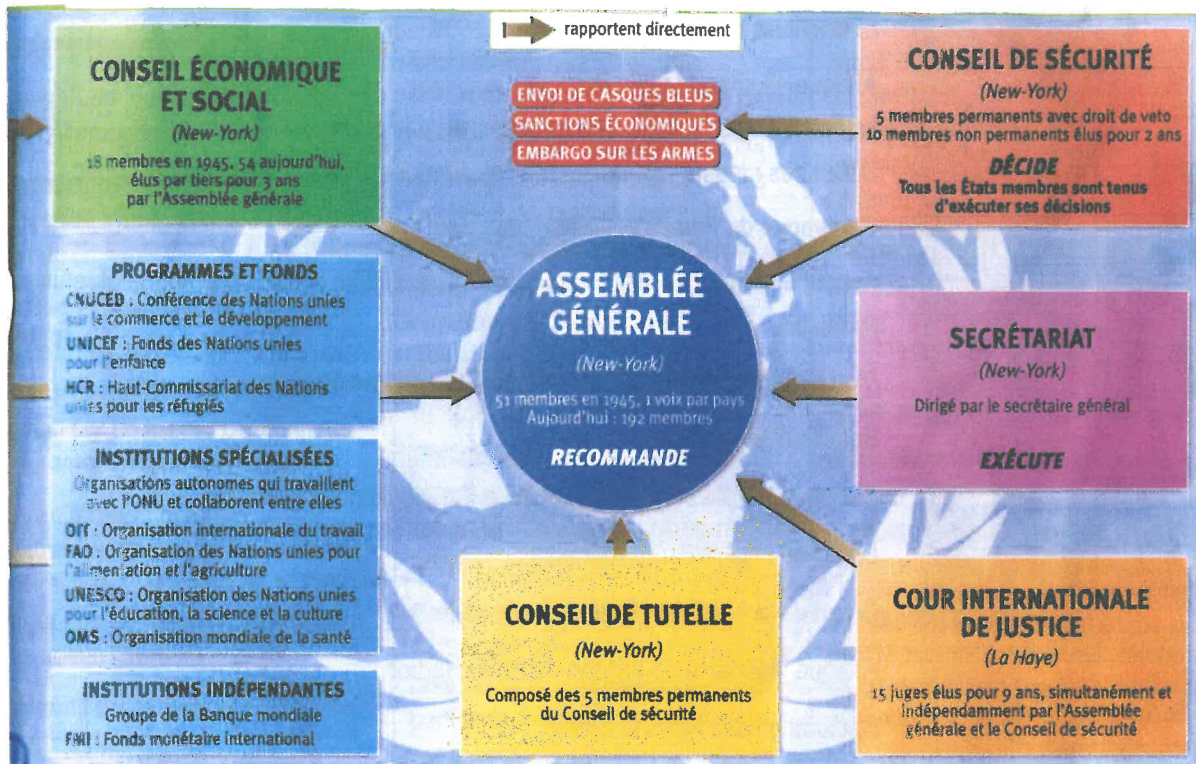 rapportent directement
CONSEIL ÉCONOMIQUE
ET SOCIAL
(New-York)
18 membres en 1945, 54 aujourd'hui,
élus par tiers pour 3 ans
par l'Assemblée générale
ENVOI DE CASQUES BLEUS
SANCTIONS ÉCONOMIQUES
EMBARGO SUR LES ARMES
CONSEIL DE SÉCURITÉ
(New-York)
5 membres permanents avec droit de veto
10 membres non permanents élus pour 2 ans
DÉCIDE
Tous les États membres sont tenus
d'exécuter ses décisions
PROGRAMMES ET FONDS
CNUCED : Conférence des Nations unies
sur le commerce et le développement
UNICEF : Fonds des Nations unies
pour l'enfance
HCR : Haut-Commissariat des Nations
unies pour les réfugiés
ASSEMBLÉE
GÉNÉRALE
(New-York)
51 membres en 1945, 1 voix par pays
Aujourd'hui : 192 membres
RECOMMANDE
SECRÉTARIAT
(New-York)
Dirigé par le secrétaire général
EXÉCUTE
INSTITUTIONS SPÉCIALISÉES
Organisations autonomes qui travaillent
avec l'ONU et collaborent entre elles
OIT : Organisation internationale du travail
FAO : Organisation des Nations unies pour
l'alimentation et l'agriculture
UNESCO : Organisation des Nations unies
pour l'éducation, la science et la culture
OMS : Organisation mondiale de la santé
INSTITUTIONS INDÉPENDANTES
Groupe de la Banque mondiale
FMI : Fonds monétaire international
CONSEIL DE TUTELLE
(New-York)
Composé des 5 membres permanents
du Conseil de sécurité
COUR INTERNATIONALE
DE JUSTICE
(La Haye)
15 juges élus pour 9 ans, simultanément et
indépendamment par l'Assemblée
générale et le Conseil de sécurité